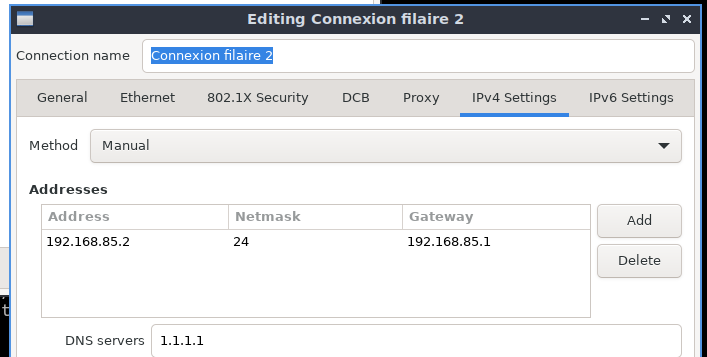 Editing Connexion filaire 2
Connection name Connexion filaire 2
General Ethernet 802.1X Security DCB Proxy IPv4 Settings IPv6 Settings
Method Manual
Addresses
Address Netmask Gateway
Add
192.168.85.2 24 192.168.85.1
Delete
DNS servers 1.1.1.1